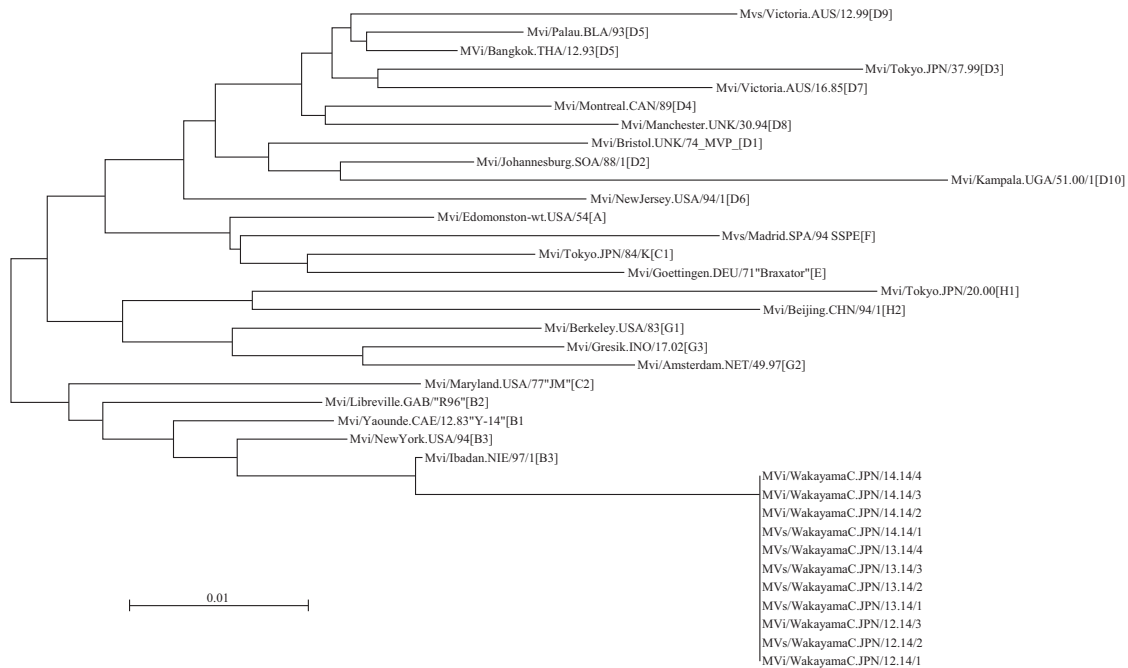 Mvs/Victoria.AUS/12.99[D9]
Mvi/Palau.BLA/93[D5]
MVi/Bangkok.THA/12.93[D5]
Mvi/Tokyo.JPN/37.99[D3]
Mvi/Victoria.AUS/16.85[D7]
Mvi/Montreal.CAN/89[D4]
Mvi/Manchester.UNK/30.94[D8]
Mvi/Bristol.UNK/74_MVP_[D1]
Mvi/Johannesburg.SOA/88/1[D2]
Mvi/Kampala.UGA/51.00/1[D10]
Mvi/NewJersey.USA/94/1[D6]
Mvi/Edomonston-wt.USA/54[A]
Mvs/Madrid.SPA/94 SSPE[F]
Mvi/Tokyo.JPN/84/K[C1]
Mvi/Goettingen.DEU/71"Braxator"[E]
Mvi/Tokyo.JPN/20.00[H1]
Mvi/Beijing.CHN/94/1[H2]
Mvi/Berkeley.USA/83[G1]
Mvi/Gresik.INO/17.02[G3]
Mvi/Amsterdam.NET/49.97[G2]
Mvi/Maryland.USA/77"JM"[C2]
Mvi/Libreville.GAB/"R96"[B2]
Mvi/Yaounde.CAE/12.83"Y-14"[B1
Mvi/NewYork.USA/94[B3]
Mvi/Ibadan.NIE/97/1[B3]
MVi/WakayamaC.JPN/14.14/4
MVi/WakayamaC.JPN/14.14/3
MVi/WakayamaC.JPN/14.14/2
MVs/WakayamaC.JPN/14.14/1
MVs/WakayamaC.JPN/13.14/4
MVs/WakayamaC.JPN/13.14/3
MVs/WakayamaC.JPN/13.14/2
MVs/WakayamaC.JPN/13.14/1
MVi/WakayamaC.JPN/12.14/3
MVs/WakayamaC.JPN/12.14/2
MVi/WakayamaC.JPN/12.14/1
0.01